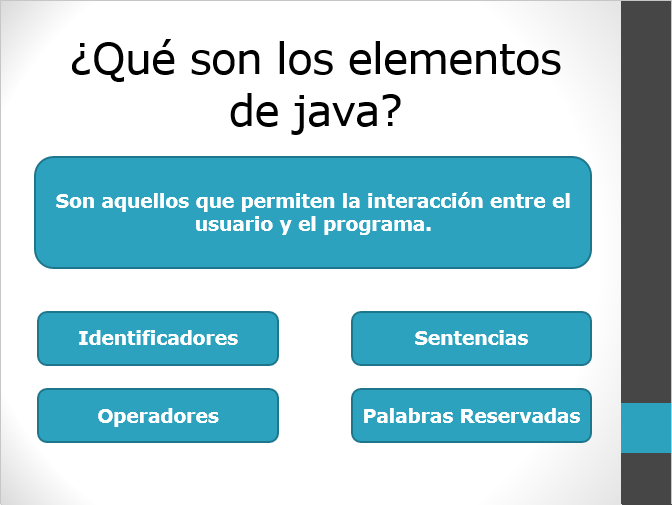 ¿Qué son los elementos
de java?
Son aquellos que permiten la interacción entre el
usuario y el programa.
Identificadores
Sentencias
Operadores
Palabras Reservadas